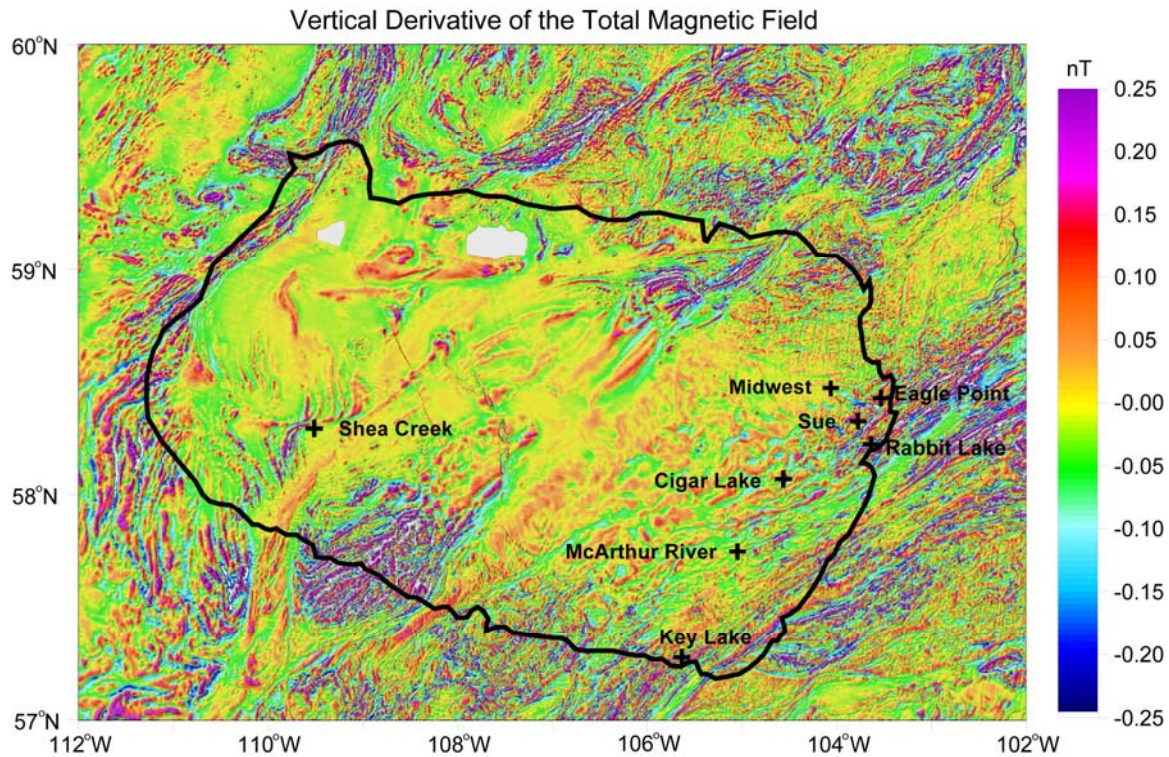 Vertical Derivative of the Total Magnetic Field
60°N
59°N
58°N
57°N
112°W
110°W
108°W
106°W
104°W
102°W
Midwest
Eagle Point
Sue
Rabbit Lake
Shea Creek
Cigar Lake
McArthur River
Key Lake
nT
0.25
0.20
0.15
0.10
0.05
-0.00
-0.05
-0.10
-0.15
-0.20
-0.25